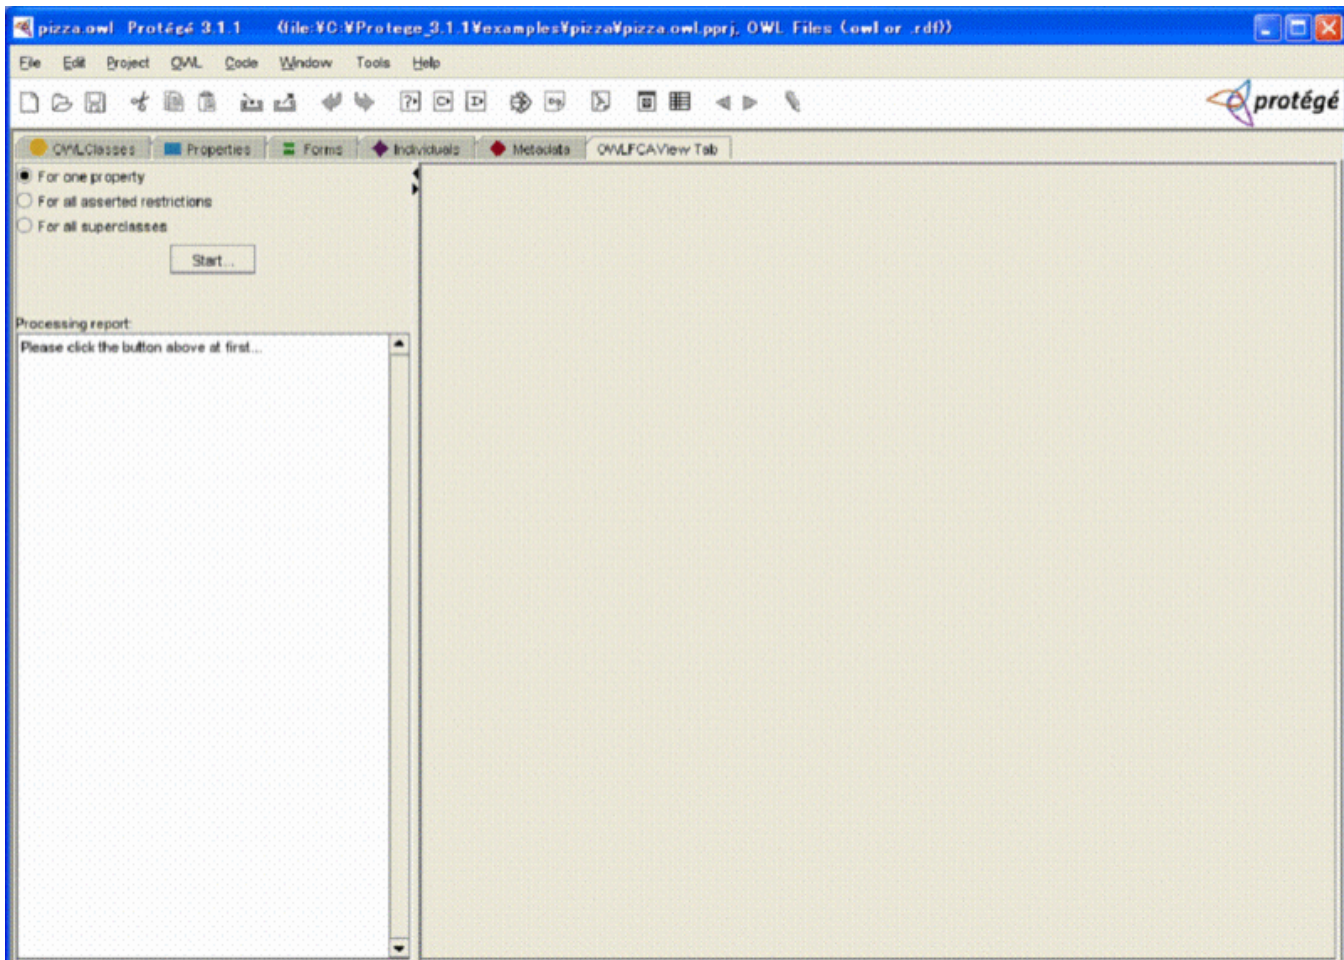 pizza.owl Protégé 3.1.1 (file:¥C:¥Protege_3.1.1¥examples¥pizza¥pizza.owl.pprj, OWL Files (.owl or .rdf))
File Edit Project OWL Code Window Tools Help
protégé
OWLClasses Properties Forms Individuals Metadata OWLFCAView Tab
For one property
For all asserted restrictions
For all superclasses
Start...
Processing report:
Please click the button above at first...